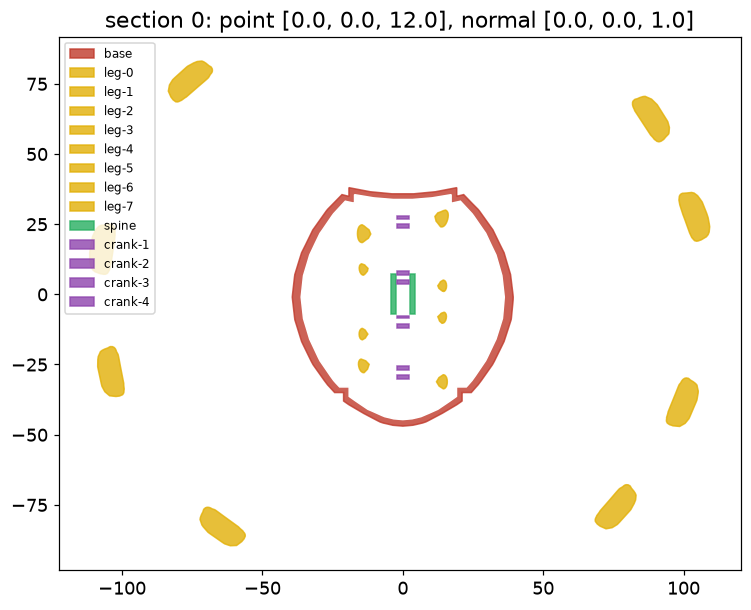 section 0: point [0.0, 0.0, 12.0], normal [0.0, 0.0, 1.0]
base
leg-0
leg-1
leg-2
leg-3
leg-4
leg-5
leg-6
leg-7
spine
crank-1
crank-2
crank-3
crank-4
75
50
25
0
−25
−50
−75
−100
−50
0
50
100